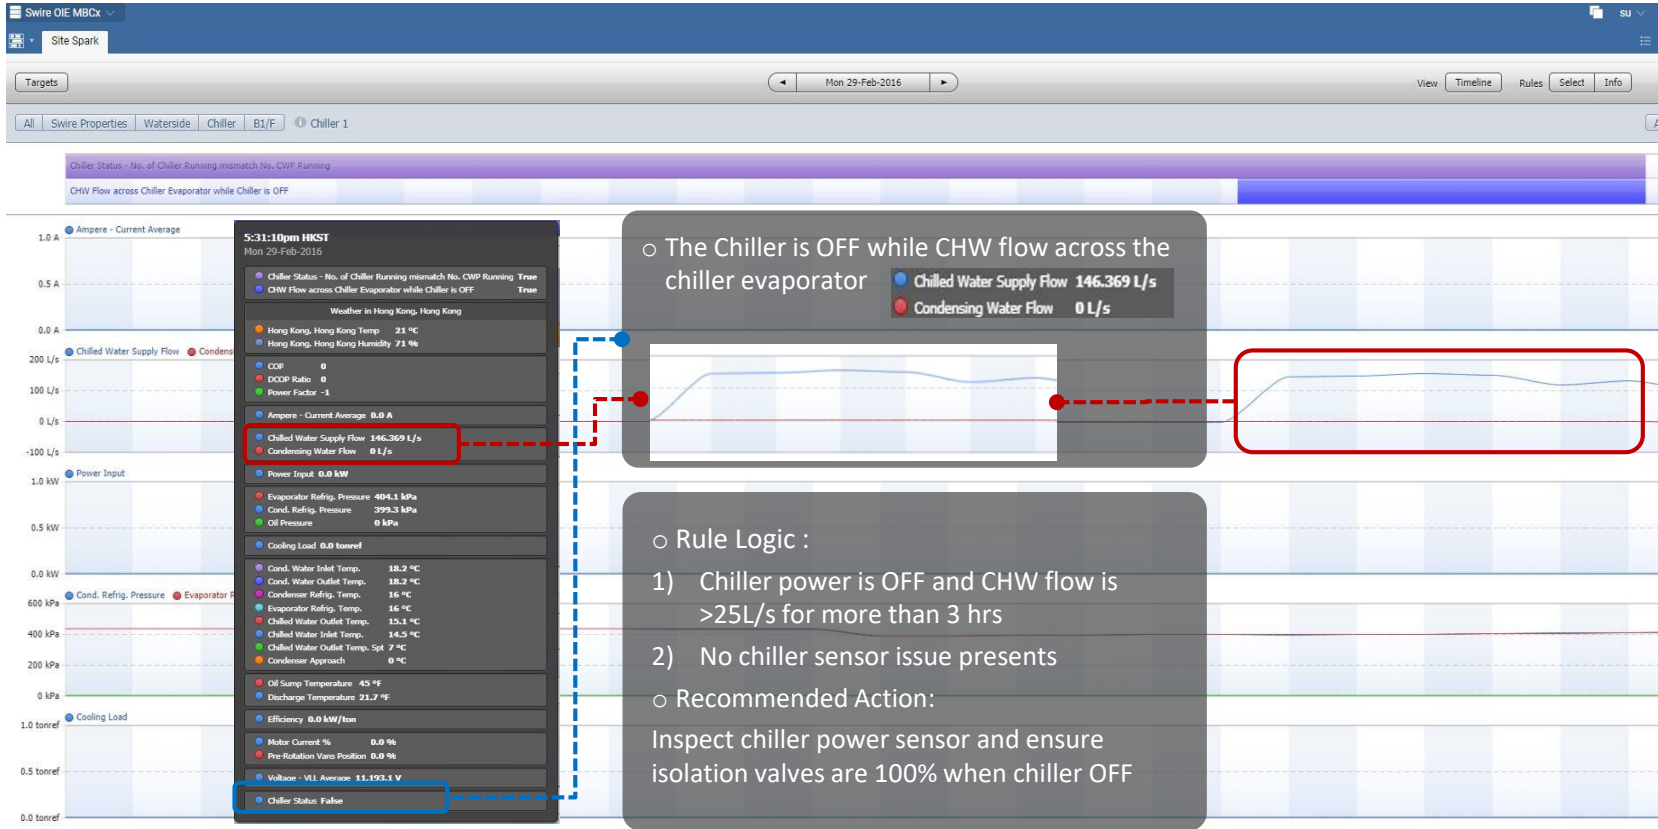 Swire OIE MBCx
su
Site Spark
Targets
Mon 29-Feb-2016
View Timeline Rules Select Info
All Swire Properties Waterside Chiller B1/F Chiller 1
A
Chiller Status - No. of Chiller Running mismatch No. CWP Running
CHW Flow across Chiller Evaporator while Chiller is OFF
Ampere - Current Average
1.0 A
0.5 A
0.0 A
Chilled Water Supply Flow Condens
200 L/s
100 L/s
0 L/s
-100 L/s
Power Input
1.0 kW
0.5 kW
0.0 kW
Cond. Refrig. Pressure Evaporator R
600 kPa
400 kPa
200 kPa
0 kPa
Cooling Load
1.0 tonref
0.5 tonref
0.0 tonref
5:31:10pm HKST
Mon 29-Feb-2016
Chiller Status - No. of Chiller Running mismatch No. CWP Running True
CHW Flow across Chiller Evaporator while Chiller is OFF True
Weather in Hong Kong, Hong Kong
Hong Kong, Hong Kong Temp 21 °C
Hong Kong, Hong Kong Humidity 71 %
COP 0
DCOP Ratio 0
Power Factor -1
Ampere - Current Average 0.0 A
Chilled Water Supply Flow 146.369 L/s
Condensing Water Flow 0 L/s
Power Input 0.0 kW
Evaporator Refrig. Pressure 404.1 kPa
Cond. Refrig. Pressure 399.3 kPa
Oil Pressure 0 kPa
Cooling Load 0.0 tonref
Cond. Water Inlet Temp. 18.2 °C
Cond. Water Outlet Temp. 18.2 °C
Condenser Refrig. Temp. 16 °C
Evaporator Refrig. Temp. 16 °C
Chilled Water Outlet Temp. 15.1 °C
Chilled Water Inlet Temp. 14.5 °C
Chilled Water Outlet Temp. Spt 7 °C
Condenser Approach 0 °C
Oil Sump Temperature 45 °F
Discharge Temperature 21.7 °F
Efficiency 0.0 kW/ton
Motor Current % 0.0 %
Pre-Rotation Vans Position 0.0 %
Voltage - VLL Average 11,193.1 V
Chiller Status False
○ The Chiller is OFF while CHW flow across the
chiller evaporator
Chilled Water Supply Flow 146.369 L/s
Condensing Water Flow 0 L/s
○ Rule Logic :
1) Chiller power is OFF and CHW flow is
>25L/s for more than 3 hrs
2) No chiller sensor issue presents
○ Recommended Action:
Inspect chiller power sensor and ensure
isolation valves are 100% when chiller OFF